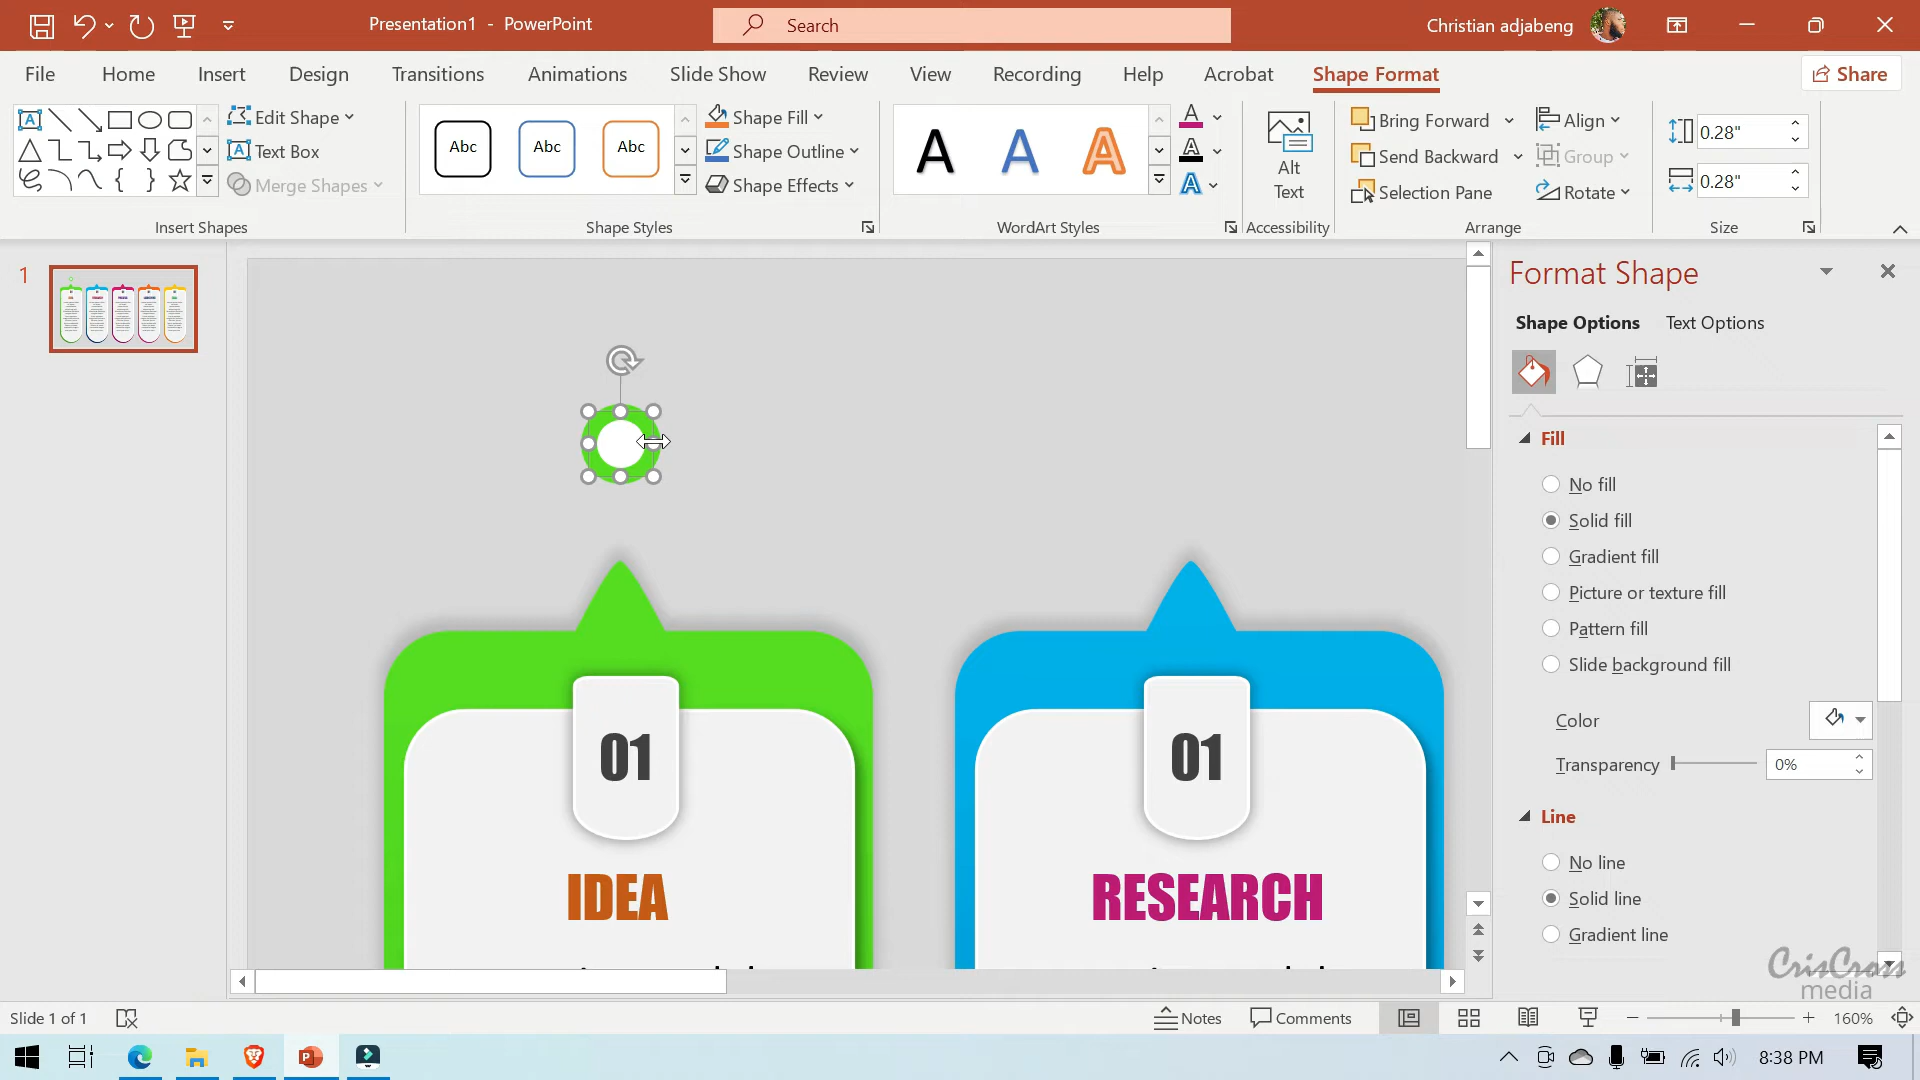 Presentation1 - PowerPoint
Search
Christian adjabeng
File Home Insert Design Transitions Animations Slide Show Review View Recording Help Acrobat Shape Format Share
Edit Shape
Text Box
Merge Shapes
Insert Shapes
Abc Abc Abc
Shape Fill
Shape Outline
Shape Effects
Shape Styles
A A A
WordArt Styles
Alt
Text
Accessibility
Bring Forward
Send Backward
Selection Pane
Align
Group
Rotate
Arrange
0.28"
0.28"
Size
1
01
IDEA
01
RESEARCH
Format Shape
Shape Options Text Options
Fill
No fill
Solid fill
Gradient fill
Picture or texture fill
Pattern fill
Slide background fill
Color
Transparency 0%
Line
No line
Solid line
Gradient line
CrisCross
media
Slide 1 of 1
Notes Comments 160%
8:38 PM